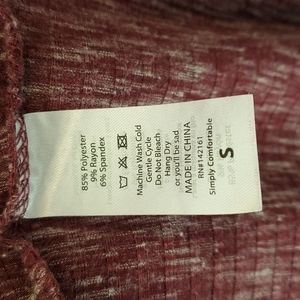 85% Polyester
9% Rayon
6% Spandex
Machine Wash Cold
Gentle Cycle
Do Not Bleach
Hang Dry
or you'll be sad
MADE IN CHINA
RN#142161
Simply Comfortable
S